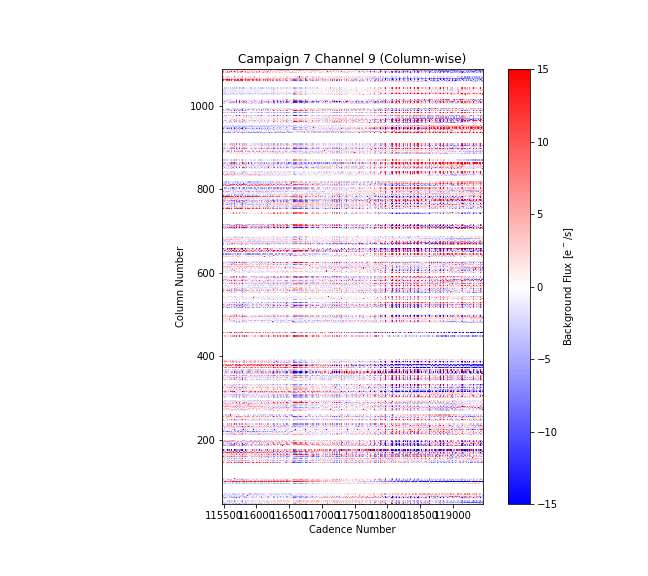 Campaign 7 Channel 9 (Column-wise)
1000
800
600
400
200
Column Number
115500 116000 116500 117000 117500 118000 118500 119000
Cadence Number
15
10
5
0
−5
−10
−15
Background Flux [e⁻/s]